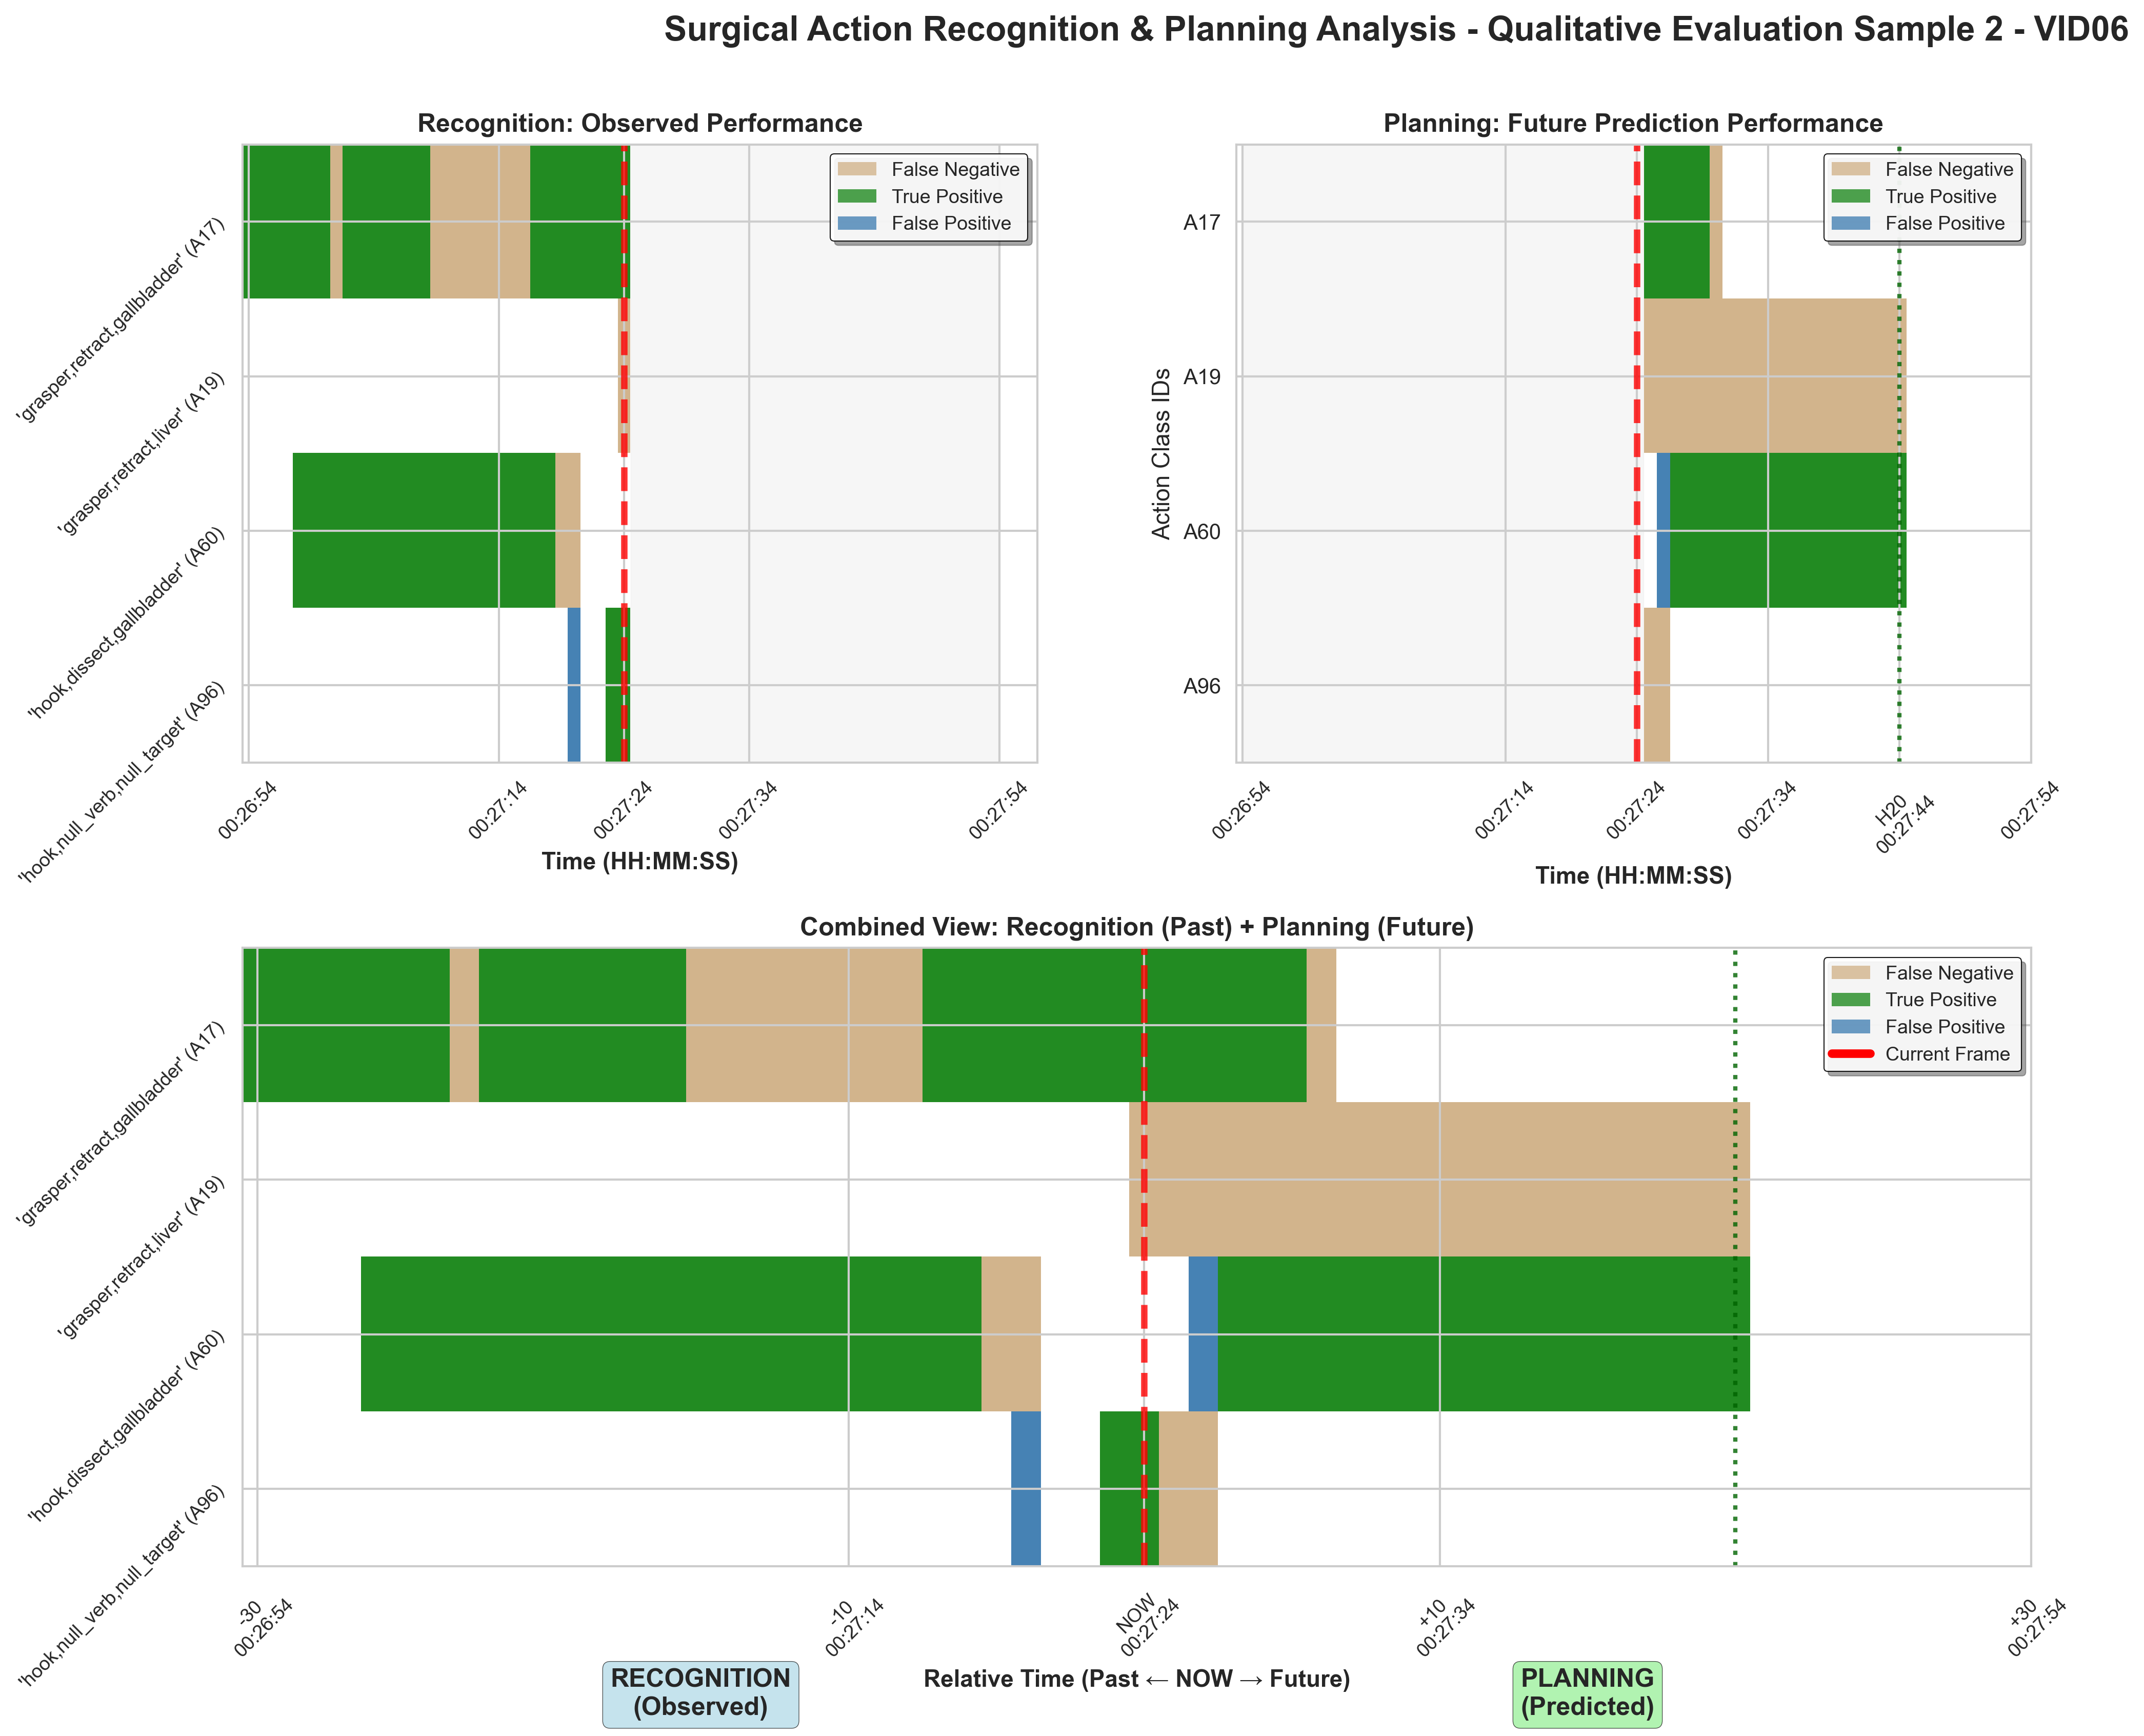 Surgical Action Recognition & Planning Analysis - Qualitative Evaluation Sample 2 - VID06
Recognition: Observed Performance
False Negative
True Positive
False Positive
'grasper,retract,gallbladder' (A17)
'grasper,retract,liver' (A19)
'hook,dissect,gallbladder' (A60)
'hook,null_verb,null_target' (A96)
00:26:54
00:27:14
00:27:24
00:27:34
00:27:54
Time (HH:MM:SS)
Planning: Future Prediction Performance
False Negative
True Positive
False Positive
Action Class IDs
A17
A19
A60
A96
00:26:54
00:27:14
00:27:24
00:27:34
H20
00:27:44
00:27:54
Time (HH:MM:SS)
Combined View: Recognition (Past) + Planning (Future)
False Negative
True Positive
False Positive
Current Frame
'grasper,retract,gallbladder' (A17)
'grasper,retract,liver' (A19)
'hook,dissect,gallbladder' (A60)
'hook,null_verb,null_target' (A96)
-30
00:26:54
-10
00:27:14
NOW
00:27:24
+10
00:27:34
+30
00:27:54
RECOGNITION
(Observed)
Relative Time (Past ← NOW → Future)
PLANNING
(Predicted)